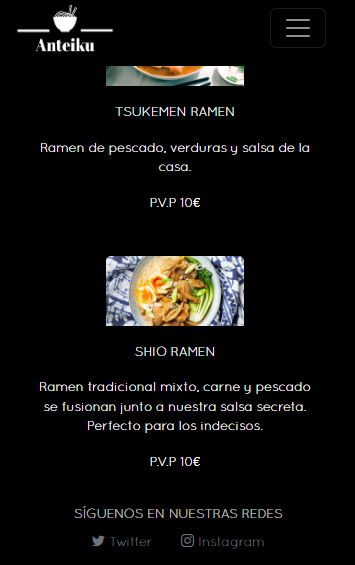 Anteiku
TSUKEMEN RAMEN
Ramen de pescado, verduras y salsa de la
casa.
P.V.P 10€
SHIO RAMEN
Ramen tradicional mixto, carne y pescado
se fusionan junto a nuestra salsa secreta.
Perfecto para los indecisos.
P.V.P 10€
SÍGUENOS EN NUESTRAS REDES
Twitter Instagram